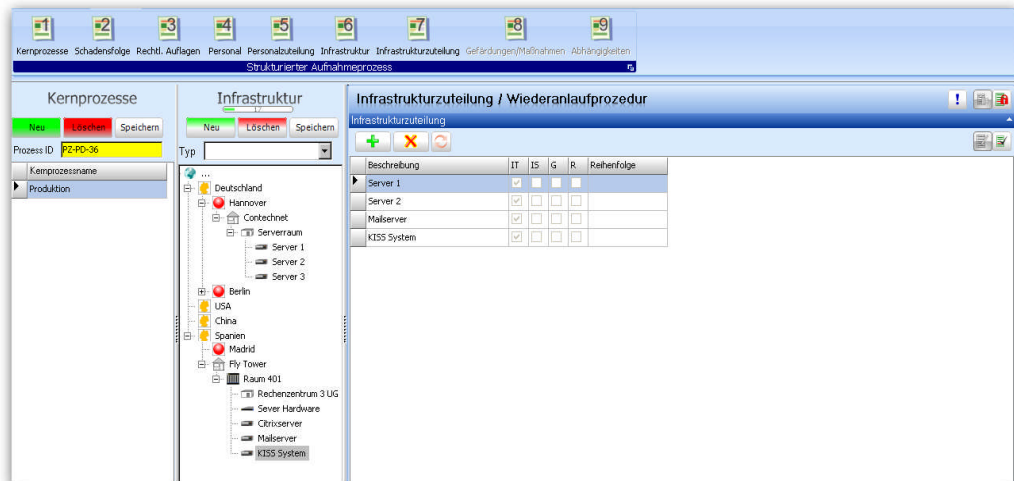 1 2 3 4 5 6 7 8 9
Kernprozesse Schadensfolge Rechtl. Auflagen Personal Personalzuteilung Infrastruktur Infrastrukturzuteilung Gefärdungen/Maßnahmen Abhängigkeiten
Strukturierter Aufnahmeprozess
Kernprozesse
Neu Löschen Speichern
Prozess ID PZ-PD-36
Kernprozessname
Produktion
Infrastruktur
17
Neu Löschen Speichern
Typ
...
Deutschland
Hannover
Contechnet
Serverraum
Server 1
Server 2
Server 3
Berlin
USA
China
Spanien
Madrid
Fly Tower
Raum 401
Rechenzentrum 3 UG
Sever Hardware
Citrixserver
Mailserver
KISS System
Infrastrukturzuteilung / Wiederanlaufprozedur
Infrastrukturzuteilung
Beschreibung IT IS G R Reihenfolge
Server 1
Server 2
Mailserver
KISS System